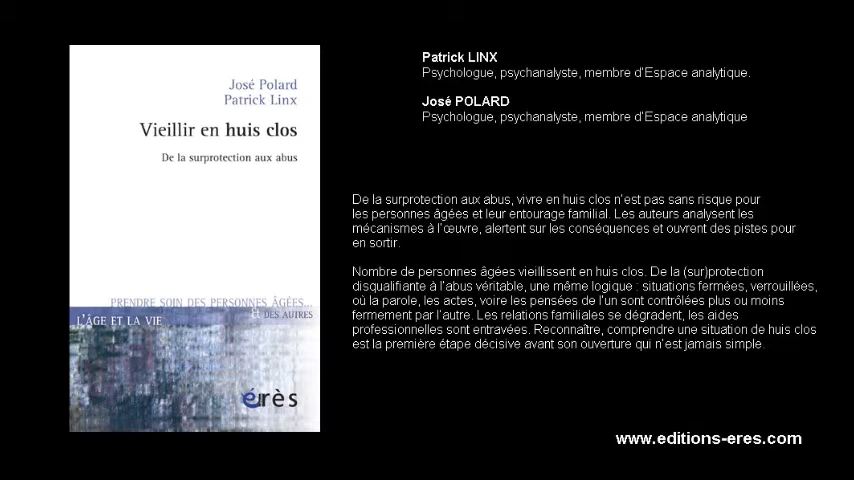 José Polard
Patrick Linx
Vieillir en huis clos
De la surprotection aux abus
PRENDRE SOIN DES PERSONNES ÂGÉES...
& DES AUTRES
L'ÂGE ET LA VIE
érès
Patrick LINX
Psychologue, psychanalyste, membre d'Espace analytique.
José POLARD
Psychologue, psychanalyste, membre d'Espace analytique
De la surprotection aux abus, vivre en huis clos n'est pas sans risque pour
les personnes âgées et leur entourage familial. Les auteurs analysent les
mécanismes à l'œuvre, alertent sur les conséquences et ouvrent des pistes pour
en sortir.
Nombre de personnes âgées vieillissent en huis clos. De la (sur)protection
disqualifiante à l'abus véritable, une même logique : situations fermées, verrouillées,
où la parole, les actes, voire les pensées de l'un sont contrôlées plus ou moins
fermement par l'autre. Les relations familiales se dégradent, les aides
professionnelles sont entravées. Reconnaître, comprendre une situation de huis clos
est la première étape décisive avant son ouverture qui n'est jamais simple.
www.editions-eres.com